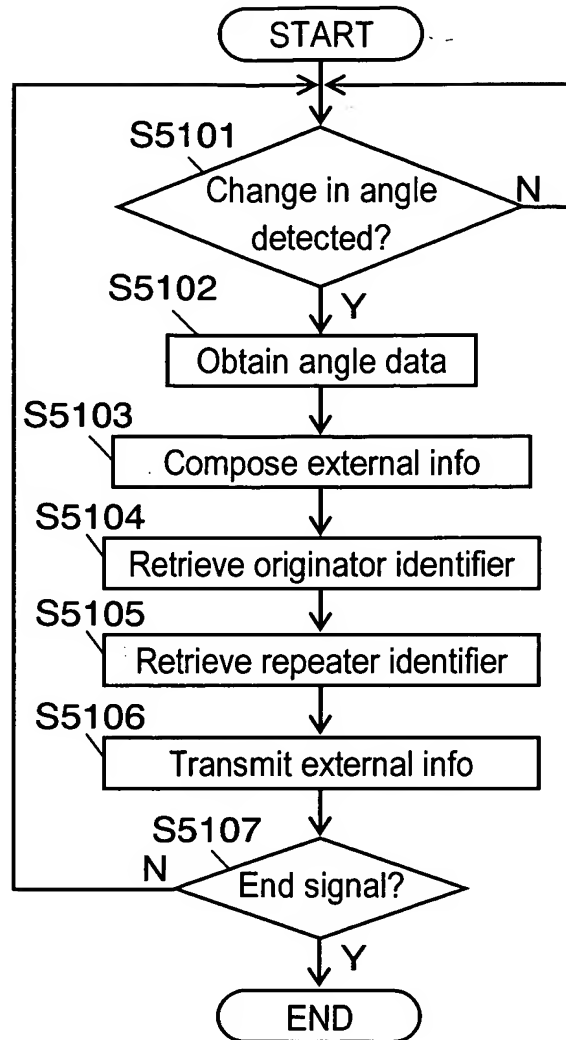 START
S5101
Change in angle
detected?
N
S5102
Y
Obtain angle data
S5103
Compose external info
S5104
Retrieve originator identifier
S5105
Retrieve repeater identifier
S5106
Transmit external info
S5107
N
End signal?
Y
END